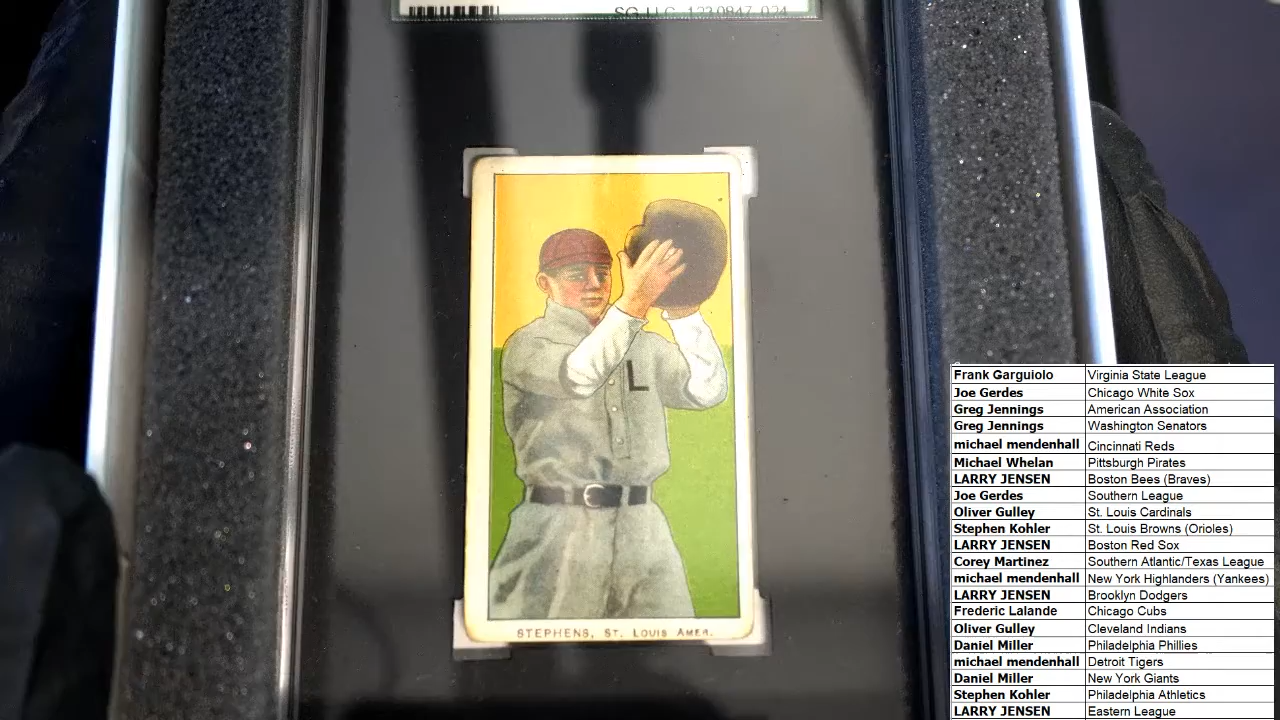 SG LLC 1230847-024
L
STEPHENS, ST. LOUIS AMER.
Frank Garguiolo Virginia State League
Joe Gerdes Chicago White Sox
Greg Jennings American Association
Greg Jennings Washington Senators
michael mendenhall Cincinnati Reds
Michael Whelan Pittsburgh Pirates
LARRY JENSEN Boston Bees (Braves)
Joe Gerdes Southern League
Oliver Gulley St. Louis Cardinals
Stephen Kohler St. Louis Browns (Orioles)
LARRY JENSEN Boston Red Sox
Corey Martinez Southern Atlantic/Texas League
michael mendenhall New York Highlanders (Yankees)
LARRY JENSEN Brooklyn Dodgers
Frederic Lalande Chicago Cubs
Oliver Gulley Cleveland Indians
Daniel Miller Philadelphia Phillies
michael mendenhall Detroit Tigers
Daniel Miller New York Giants
Stephen Kohler Philadelphia Athletics
LARRY JENSEN Eastern League